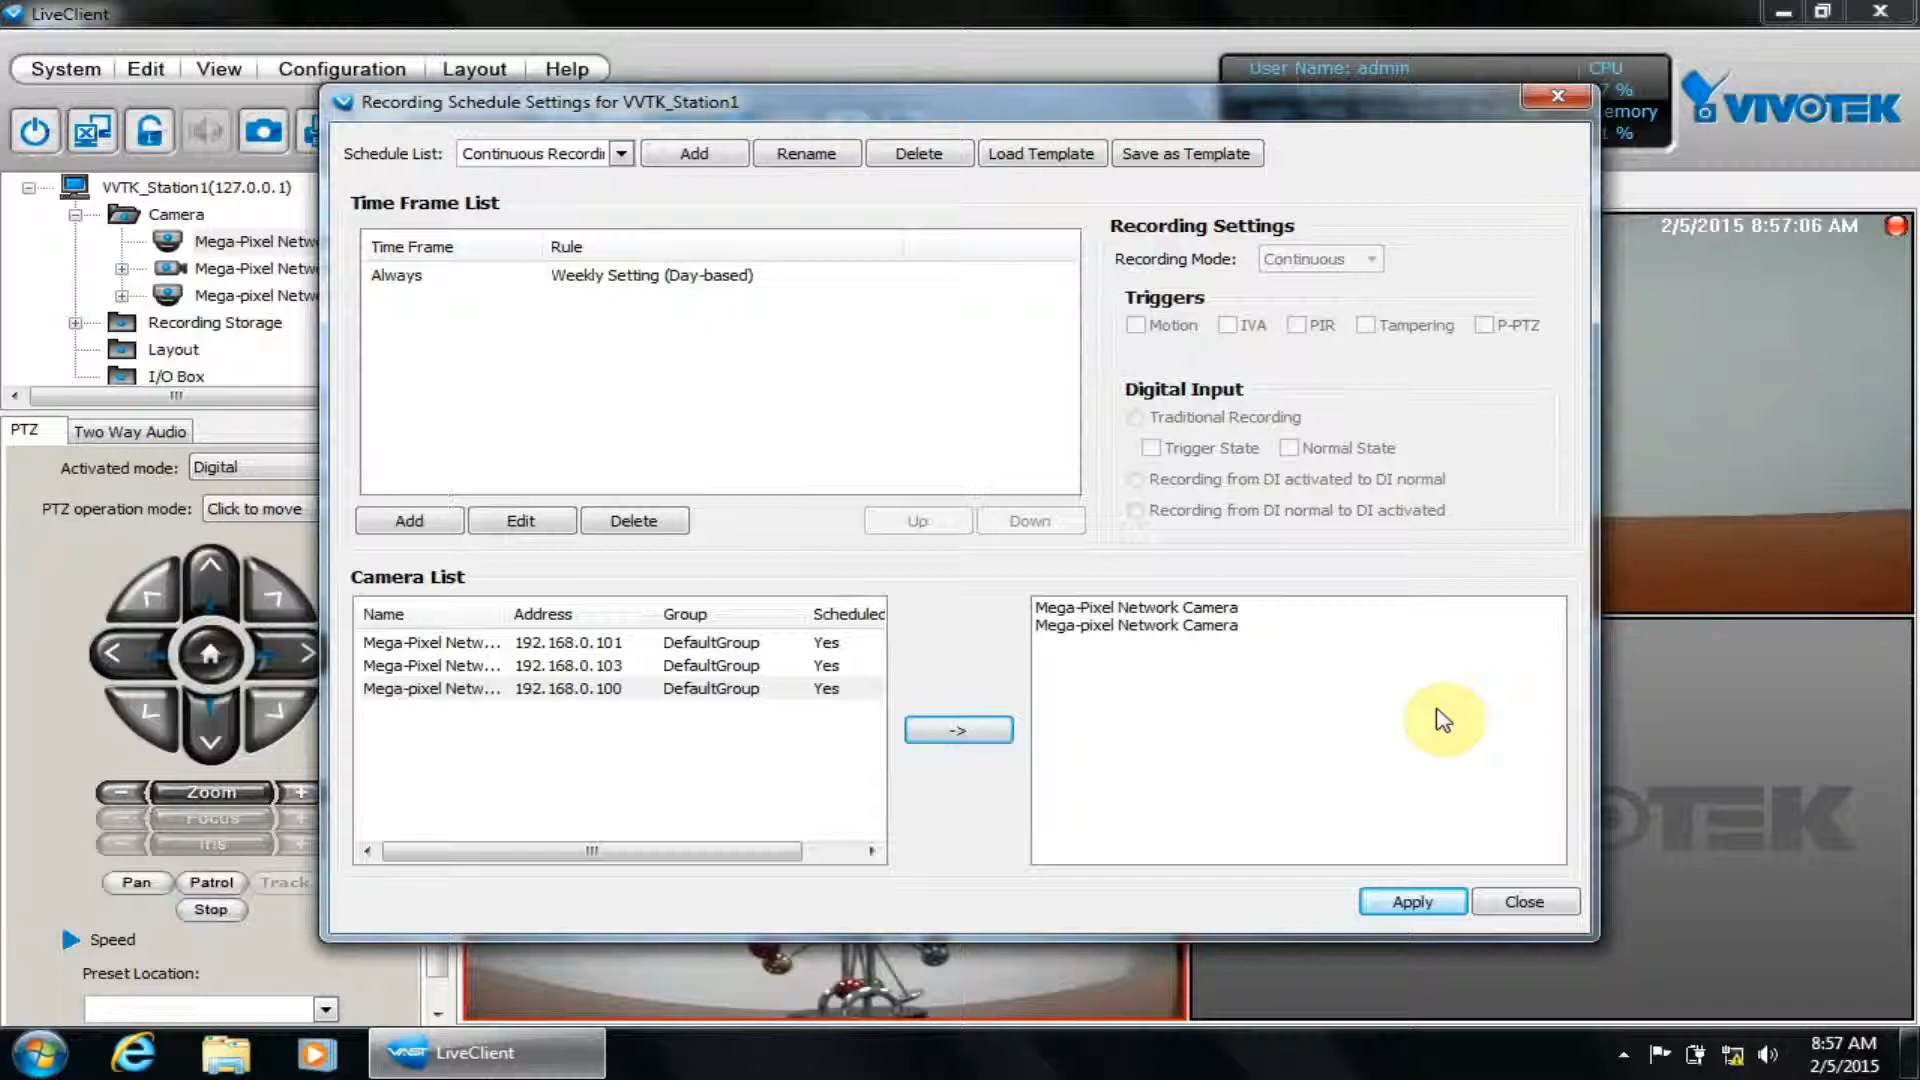 LiveClient
System Edit View Configuration Layout Help
User Name: admin
CPU
7 %
emory
%
VIVOTEK
Recording Schedule Settings for VVTK_Station1
Schedule List: Continuous Recordi Add Rename Delete Load Template Save as Template
VVTK_Station1(127.0.0.1)
Camera
Mega-Pixel Netw
Mega-Pixel Netw
Mega-pixel Netw
Recording Storage
Layout
I/O Box
Time Frame List
Time Frame Rule
Always Weekly Setting (Day-based)
Add Edit Delete Up Down
Recording Settings
Recording Mode: Continuous
Triggers
Motion IVA PIR Tampering P-PTZ
Digital Input
Traditional Recording
Trigger State Normal State
Recording from DI activated to DI normal
Recording from DI normal to DI activated
2/5/2015 8:57:06 AM
PTZ Two Way Audio
Activated mode: Digital
PTZ operation mode: Click to move
Zoom
Focus
Iris
Pan Patrol Track
Stop
Speed
Preset Location:
Camera List
Name Address Group Scheduled
Mega-Pixel Netw... 192.168.0.101 DefaultGroup Yes
Mega-Pixel Netw... 192.168.0.103 DefaultGroup Yes
Mega-pixel Netw... 192.168.0.100 DefaultGroup Yes
->
Mega-Pixel Network Camera
Mega-pixel Network Camera
Apply Close
OTEK
VAST LiveClient
8:57 AM
2/5/2015